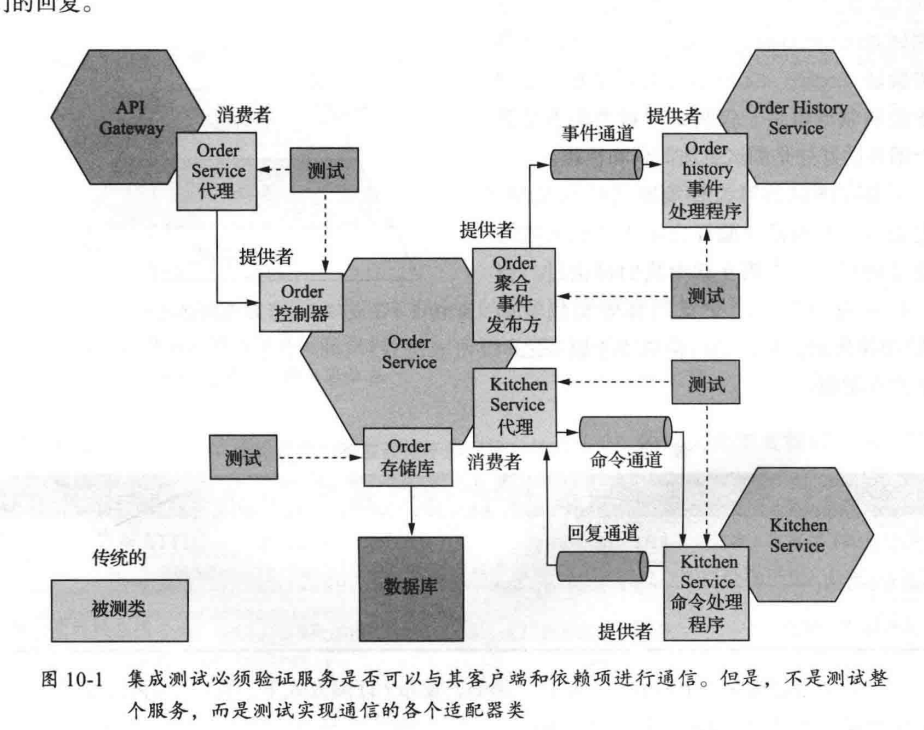 们的回复。
API
Gateway
消费者
Order
Service
代理
测试
提供者
Order
控制器
Order
Service
提供者
Order
聚合
事件
发布方
事件通道
提供者
Order
history
事件
处理程序
Order History
Service
测试
测试
Kitchen
Service
代理
消费者
命令通道
测试
Order
存储库
回复通道
Kitchen
Service
Kitchen
Service
命令处理
程序
提供者
数据库
传统的
被测类
图 10-1 集成测试必须验证服务是否可以与其客户端和依赖项进行通信。但是，不是测试整
个服务，而是测试实现通信的各个适配器类